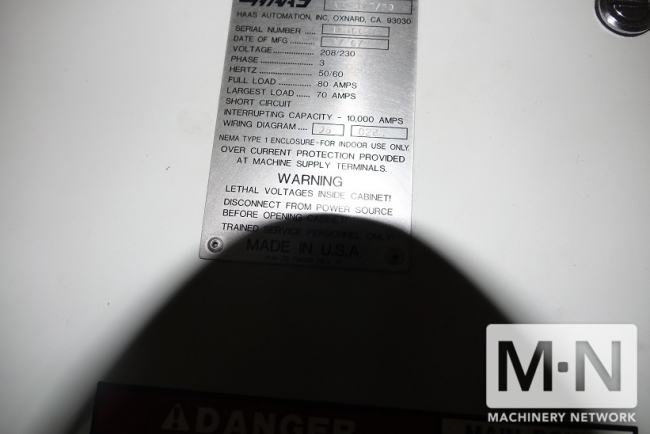 HAAS
HAAS AUTOMATION, INC, OXNARD, CA. 93030
SERIAL NUMBER
DATE OF MFG
VOLTAGE 208/230
PHASE 3
HERTZ 50/60
FULL LOAD 80 AMPS
LARGEST LOAD 70 AMPS
SHORT CIRCUIT
INTERRUPTING CAPACITY - 10,000 AMPS
WIRING DIAGRAM
NEMA TYPE 1 ENCLOSURE-FOR INDOOR USE ONLY.
OVER CURRENT PROTECTION PROVIDED
AT MACHINE SUPPLY TERMINALS.
WARNING
LETHAL VOLTAGES INSIDE CABINET!
DISCONNECT FROM POWER SOURCE
BEFORE OPENING
TRAINED SERVICE PERSONNEL ONLY
MADE IN U.S.A
DANGER
M·N
MACHINERY NETWORK